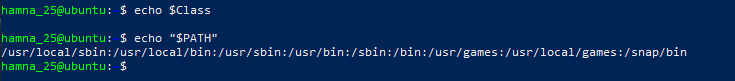 hamna_25@ubuntu:~$ echo $Class

hamna_25@ubuntu:~$ echo "$PATH"
/usr/local/sbin:/usr/local/bin:/usr/sbin:/usr/bin:/sbin:/bin:/usr/games:/usr/local/games:/snap/bin
hamna_25@ubuntu:~$